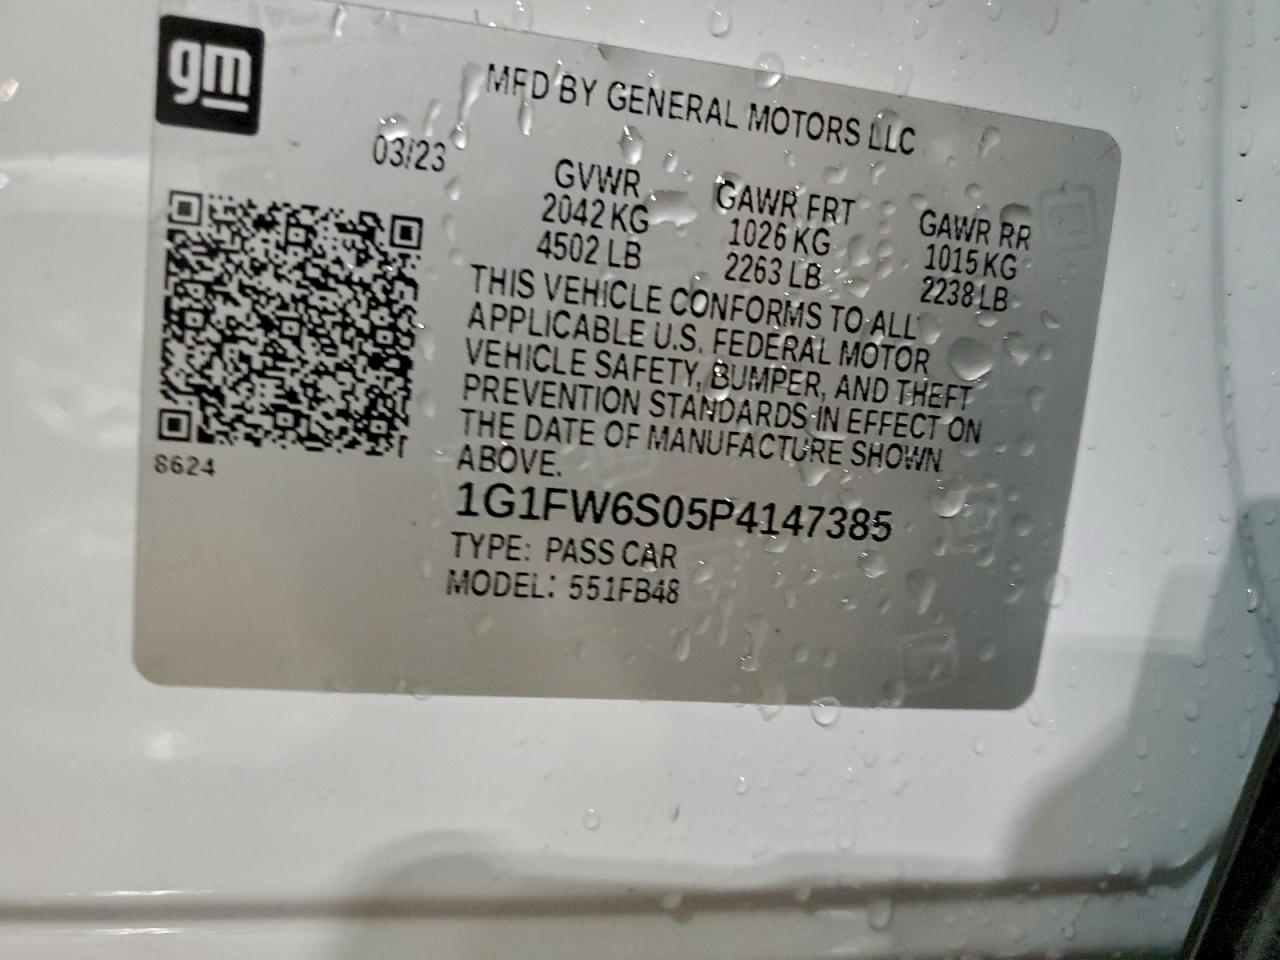 gm
MFD BY GENERAL MOTORS LLC
03/23
GVWR GAWR FRT GAWR RR
2042 KG 1026 KG 1015 KG
4502 LB 2263 LB 2238 LB
THIS VEHICLE CONFORMS TO ALL
APPLICABLE U.S. FEDERAL MOTOR
VEHICLE SAFETY, BUMPER, AND THEFT
PREVENTION STANDARDS IN EFFECT ON
THE DATE OF MANUFACTURE SHOWN
ABOVE.
8624
1G1FW6S05P4147385
TYPE: PASS CAR
MODEL: 551FB48